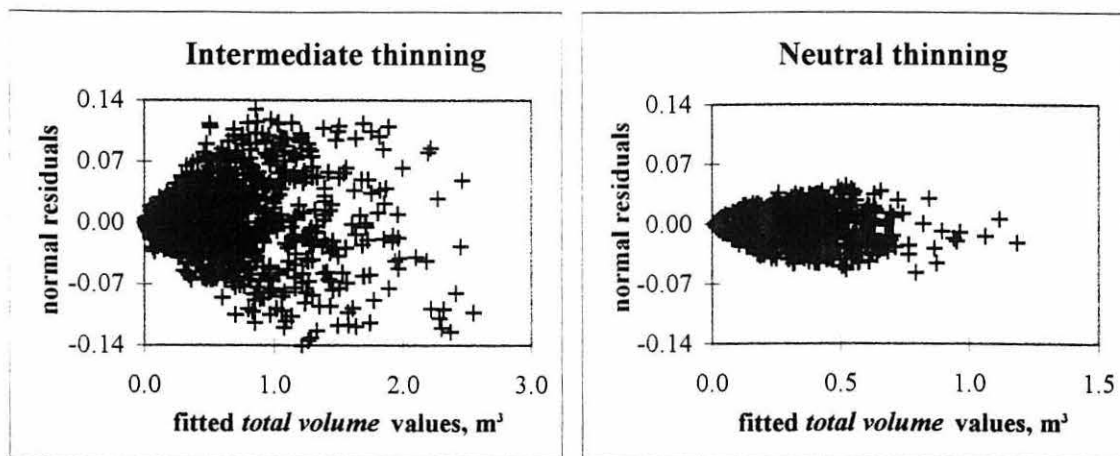 Intermediate thinning
0.14
0.07
0.00
-0.07
-0.14
normal residuals
0.0 1.0 2.0 3.0
fitted total volume values, m³
Neutral thinning
0.14
0.07
0.00
-0.07
-0.14
normal residuals
0.0 0.5 1.0 1.5
fitted total volume values, m³